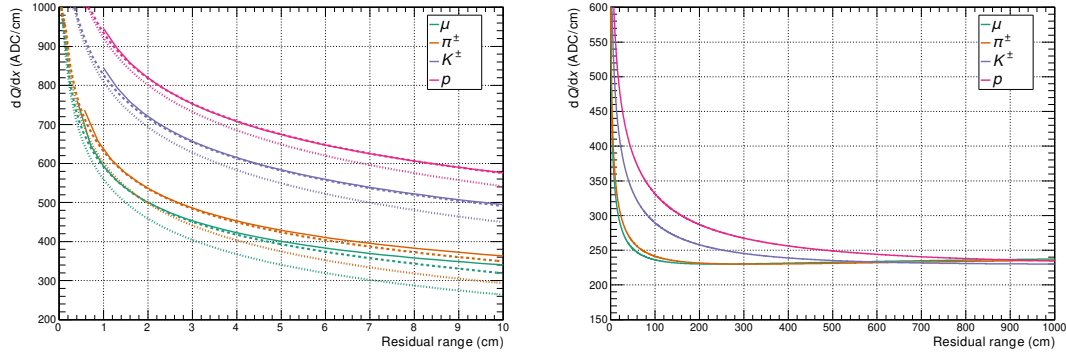 dQ/dx (ADC/cm)
1000
900
800
700
600
500
400
300
200
μ
π±
K±
p
0 1 2 3 4 5 6 7 8 9 10
Residual range (cm)
dQ/dx (ADC/cm)
600
550
500
450
400
350
300
250
200
150
μ
π±
K±
p
0 100 200 300 400 500 600 700 800 900 1000
Residual range (cm)